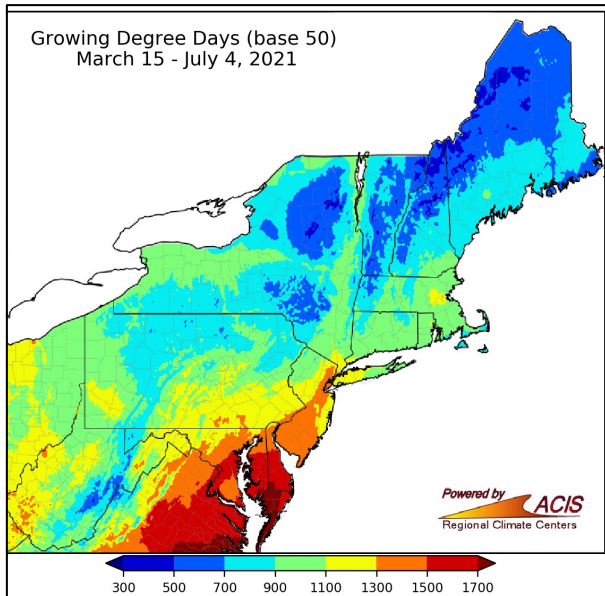 Growing Degree Days (base 50)
March 15 - July 4, 2021
Powered by
ACIS
Regional Climate Centers
300 500 700 900 1100 1300 1500 1700